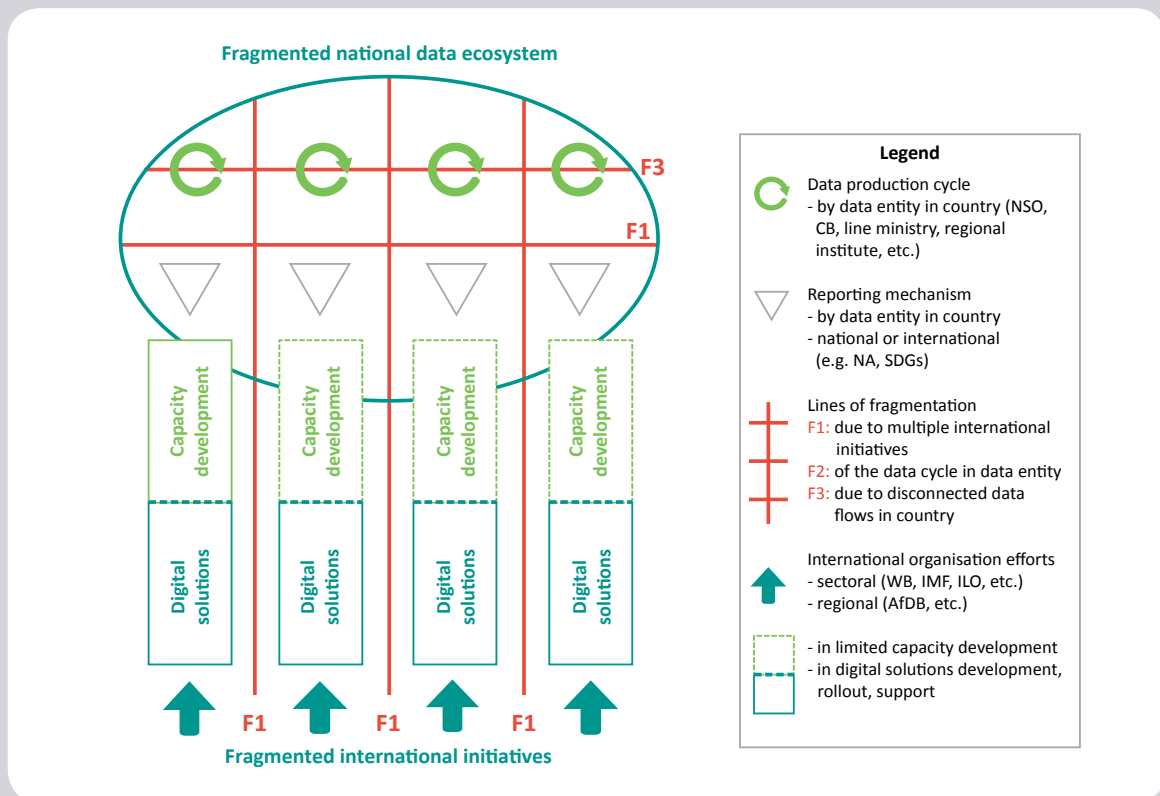 Fragmented national data ecosystem
F3
F1
Capacity
development
Capacity
development
Capacity
development
Capacity
development
Digital
solutions
Digital
solutions
Digital
solutions
Digital
solutions
F1
F1
F1
Fragmented international initiatives
Legend
Data production cycle
- by data entity in country (NSO,
CB, line ministry, regional
institute, etc.)
Reporting mechanism
- by data entity in country
- national or international
(e.g. NA, SDGs)
Lines of fragmentation
F1: due to multiple international
initiatives
F2: of the data cycle in data entity
F3: due to disconnected data
flows in country
International organisation efforts
- sectoral (WB, IMF, ILO, etc.)
- regional (AfDB, etc.)
- in limited capacity development
- in digital solutions development,
rollout, support